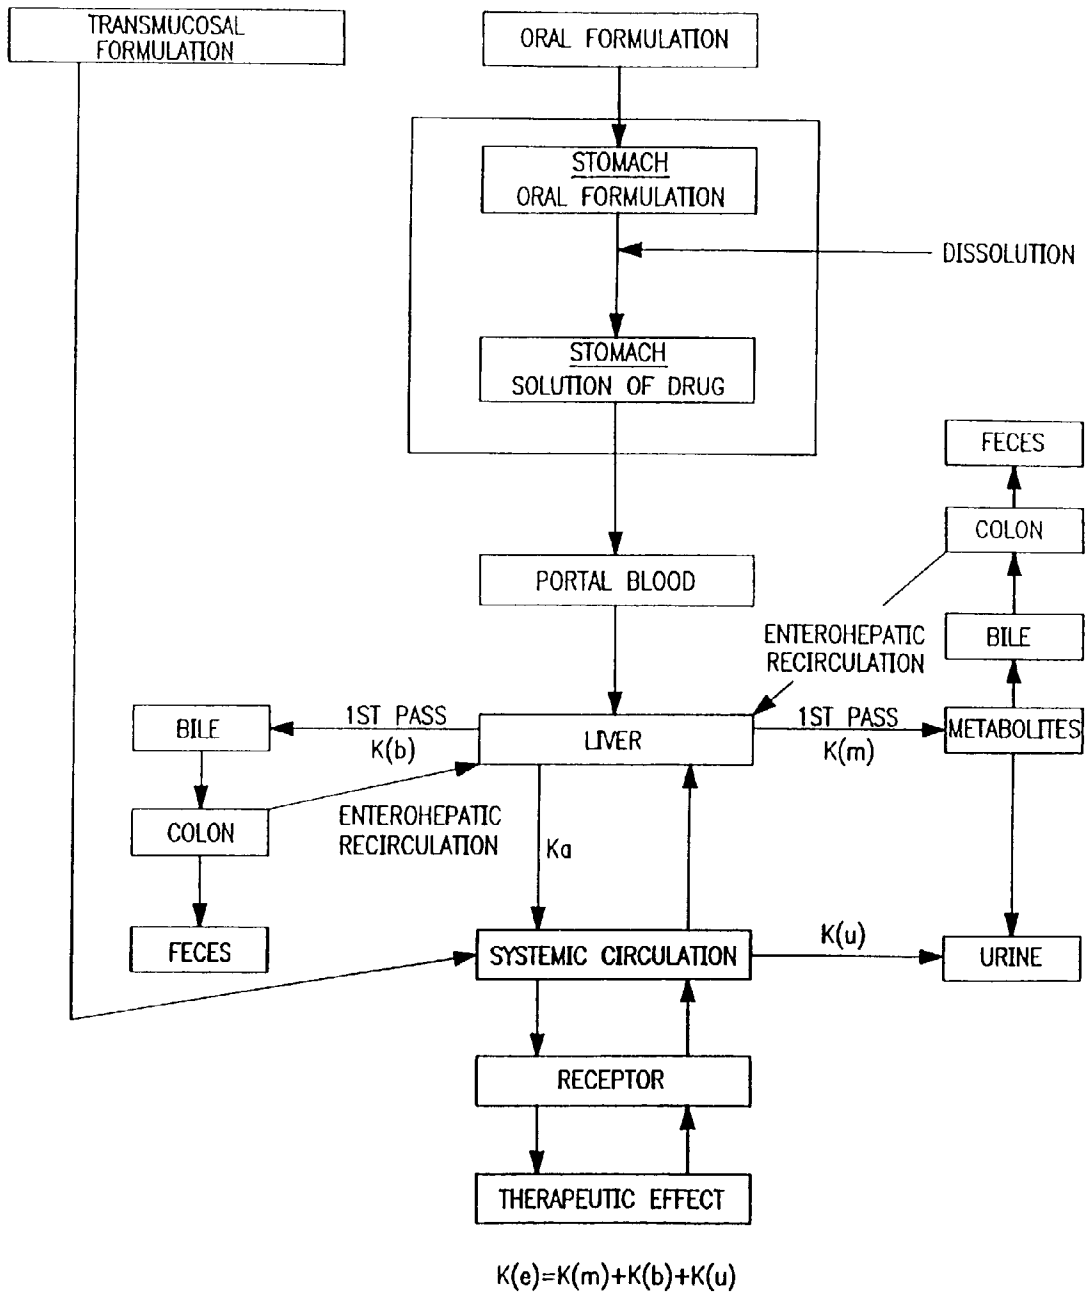 TRANSMUCOSAL
FORMULATION
ORAL FORMULATION
STOMACH
ORAL FORMULATION
DISSOLUTION
STOMACH
SOLUTION OF DRUG
FECES
COLON
PORTAL BLOOD
ENTEROHEPATIC
RECIRCULATION
BILE
BILE
1ST PASS
K(b)
LIVER
1ST PASS
K(m)
METABOLITES
COLON
ENTEROHEPATIC
RECIRCULATION
Ka
FECES
SYSTEMIC CIRCULATION
K(u)
URINE
RECEPTOR
THERAPEUTIC EFFECT
K(e)=K(m)+K(b)+K(u)